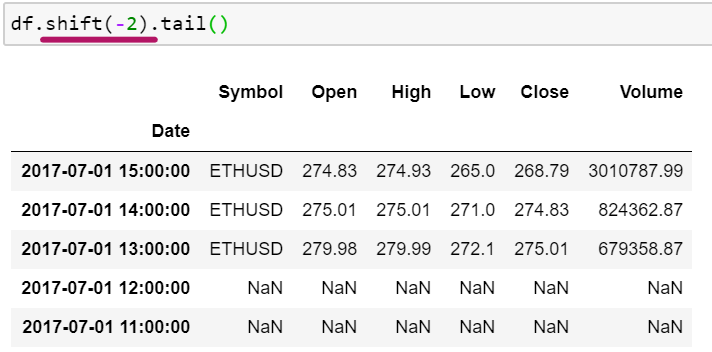 df.shift(-2).tail()
Symbol Open High Low Close Volume
Date
2017-07-01 15:00:00 ETHUSD 274.83 274.93 265.0 268.79 3010787.99
2017-07-01 14:00:00 ETHUSD 275.01 275.01 271.0 274.83 824362.87
2017-07-01 13:00:00 ETHUSD 279.98 279.99 272.1 275.01 679358.87
2017-07-01 12:00:00 NaN NaN NaN NaN NaN NaN
2017-07-01 11:00:00 NaN NaN NaN NaN NaN NaN